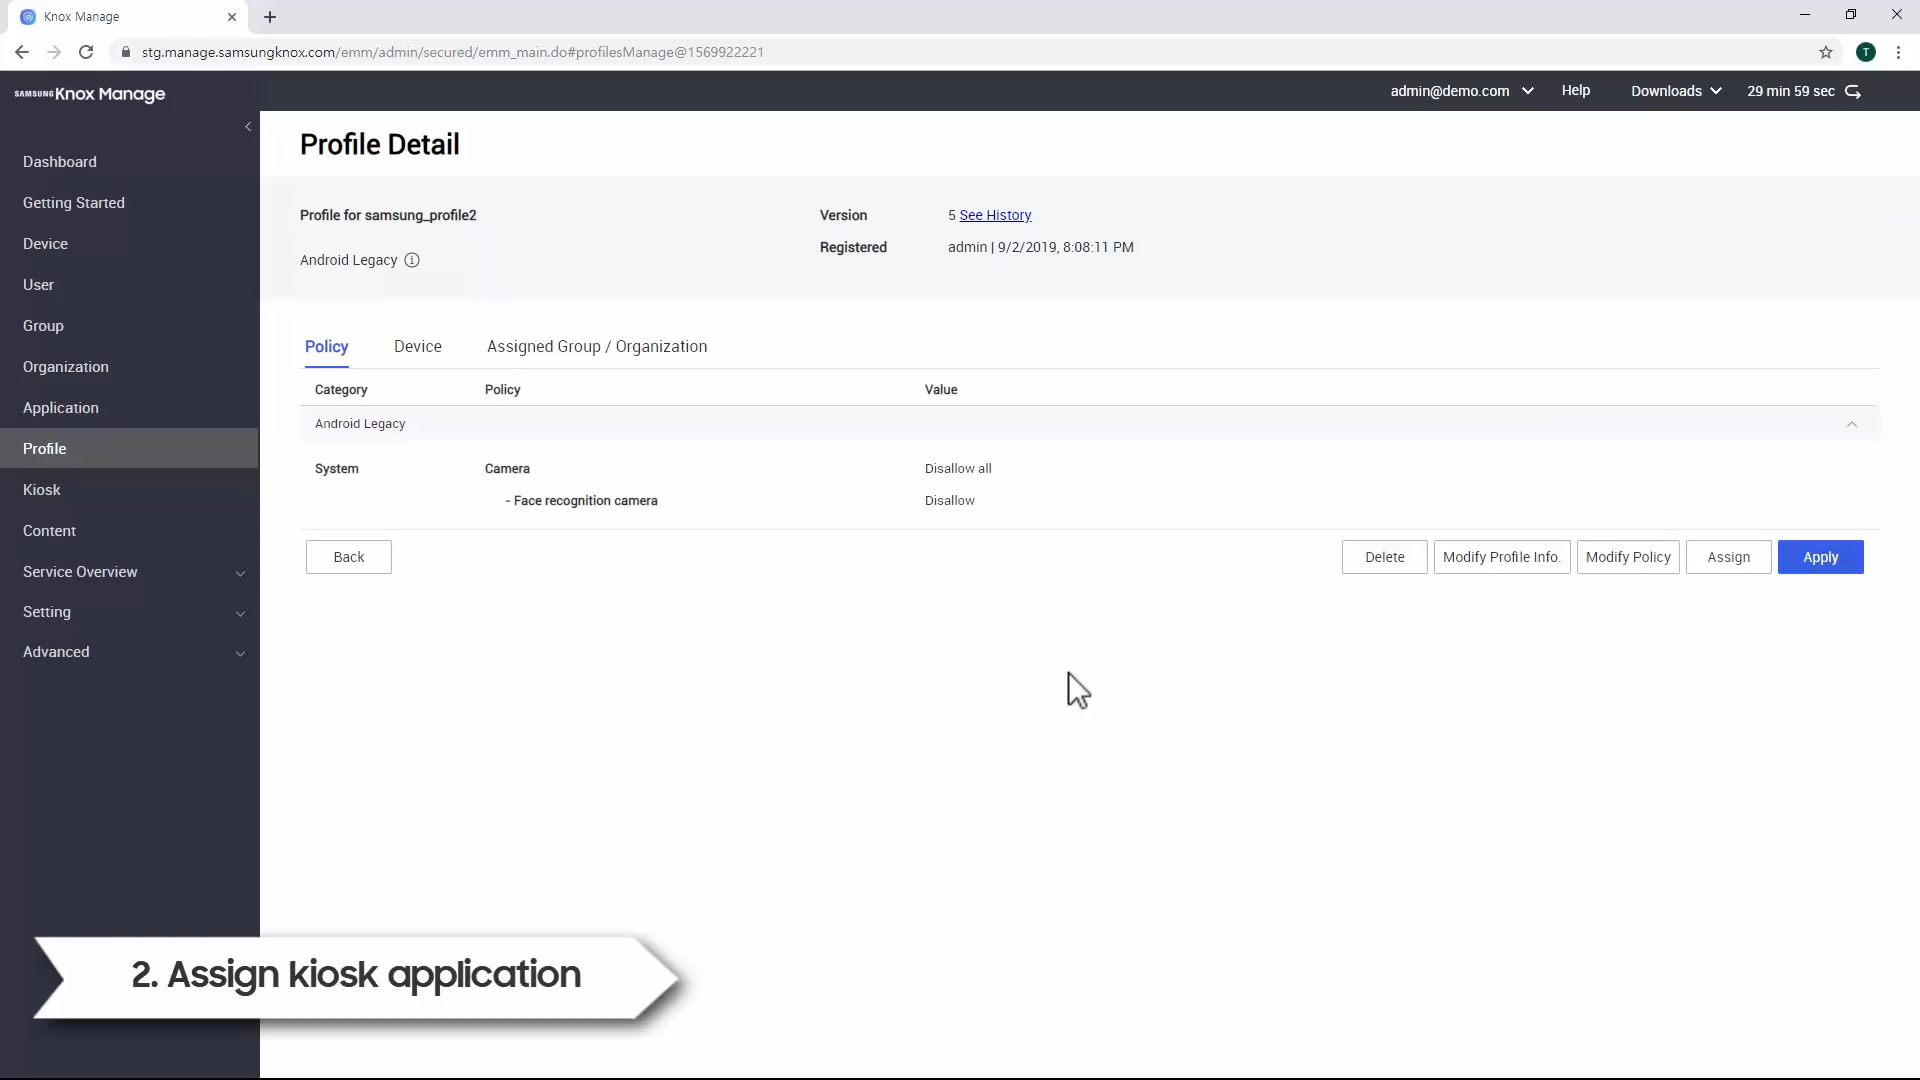 Knox Manage
stg.manage.samsungknox.com/emm/admin/secured/emm_main.do#profilesManage@1569922221
T
SAMSUNG Knox Manage
admin@demo.com
Help
Downloads
29 min 59 sec
Dashboard
Getting Started
Device
User
Group
Organization
Application
Profile
Kiosk
Content
Service Overview
Setting
Advanced
Profile Detail
Profile for samsung_profile2
Version
5 See History
Android Legacy
Registered
admin | 9/2/2019, 8:08:11 PM
Policy
Device
Assigned Group / Organization
Category
Policy
Value
Android Legacy
System
Camera
Disallow all
- Face recognition camera
Disallow
Back
Delete
Modify Profile Info.
Modify Policy
Assign
Apply
2. Assign kiosk application